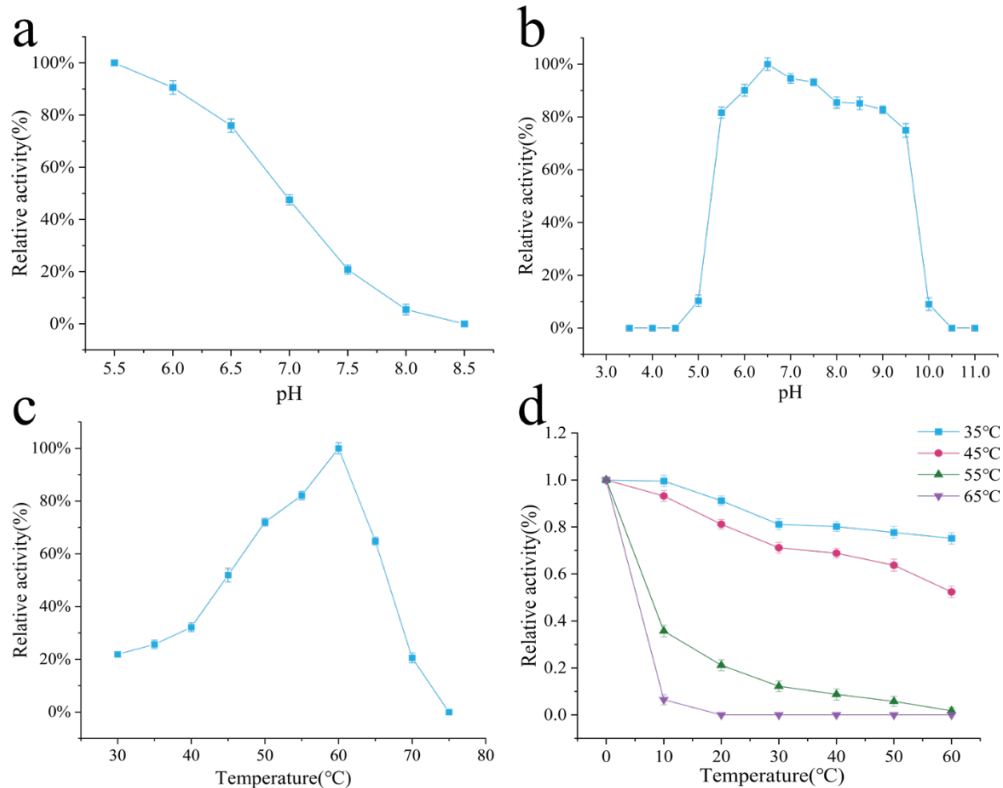 a
100%
80%
60%
40%
20%
0%
Relative activity(%)
5.5 6.0 6.5 7.0 7.5 8.0 8.5
pH
b
100%
80%
60%
40%
20%
0%
Relative activity(%)
3.0 4.0 5.0 6.0 7.0 8.0 9.0 10.0 11.0
pH
c
100%
80%
60%
40%
20%
0%
Relative activity(%)
30 40 50 60 70 80
Temperature(°C)
d
35°C
45°C
55°C
65°C
1.2
1.0
0.8
0.6
0.4
0.2
0.0
Relative activity(%)
0 10 20 30 40 50 60
Temperature(°C)